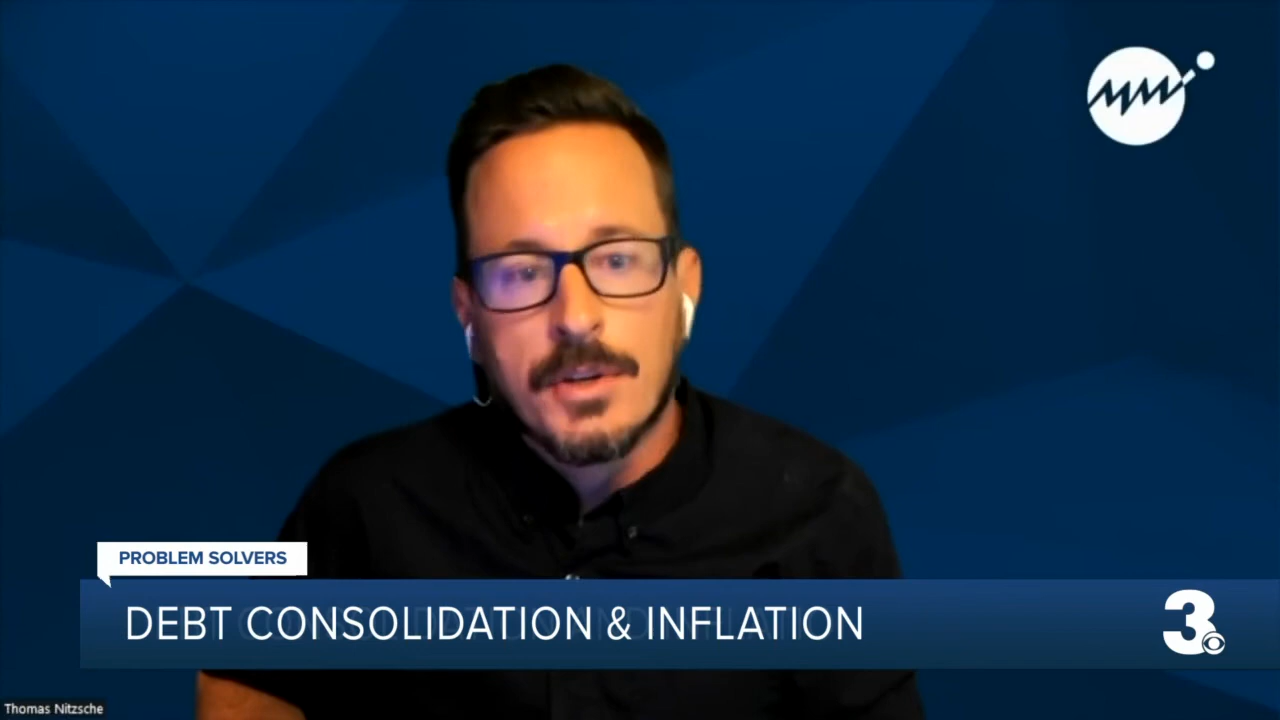 PROBLEM SOLVERS
DEBT CONSOLIDATION & INFLATION
3
Thomas Nitzsche